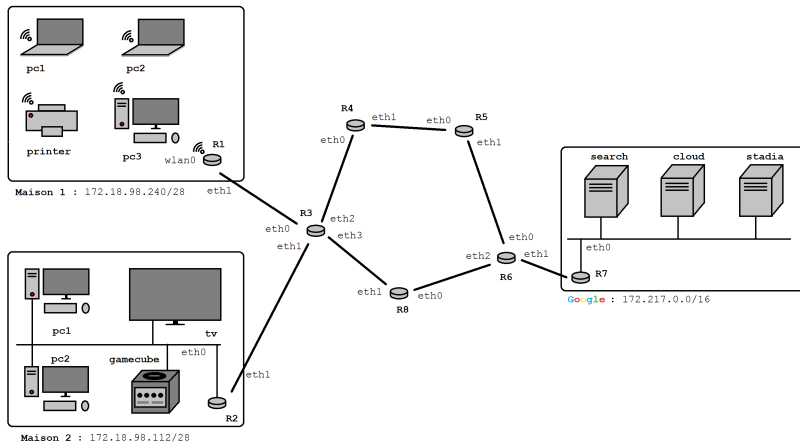 pc1
pc2
printer
pc3
wlan0
R1
eth1
Maison 1 : 172.18.98.240/28
R4
eth1
eth0
eth0
R5
eth1
R3
eth0
eth2
eth1
eth3
eth1
eth0
R8
eth0
eth2
eth1
R6
search
cloud
stadia
eth0
R7
Google : 172.217.0.0/16
pc1
tv
pc2
gamecube
eth0
eth1
R2
Maison 2 : 172.18.98.112/28